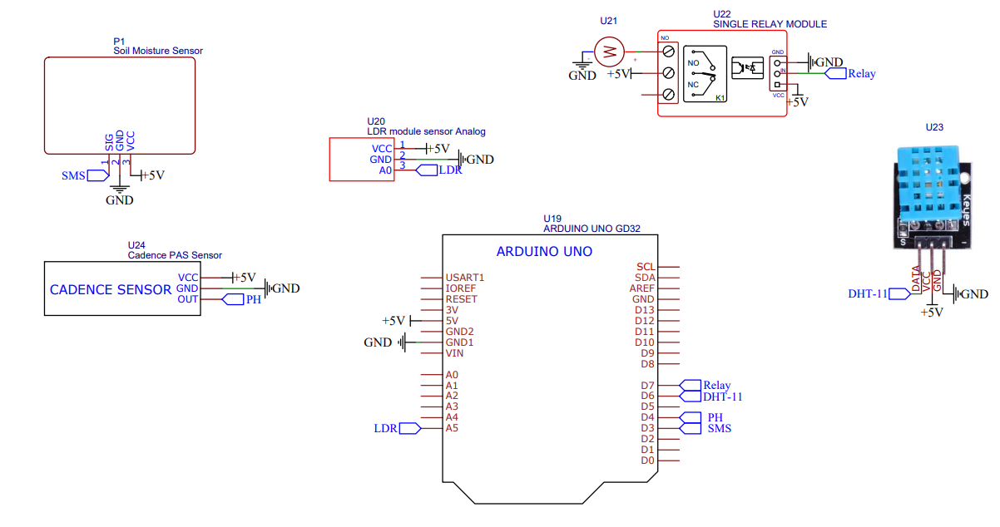 P1
Soil Moisture Sensor
SIG
GND
VCC
1
2
3
SMS
+5V
GND
U24
Cadence PAS Sensor
CADENCE SENSOR
VCC
GND
OUT
+5V
GND
PH
U20
LDR module sensor Analog
VCC 1 +5V
GND 2 GND
A0 3 LDR
U21
GND
-
+
+5V
U22
SINGLE RELAY MODULE
NO
NO
NC
K1
GND
IN
VCC
GND
Relay
+5V
U23
keyes
S
-
DATA
VCC
GND
DHT-11
GND
+5V
U19
ARDUINO UNO GD32
ARDUINO UNO
USART1
IOREF
RESET
3V
+5V 5V
GND2
GND GND1
VIN
A0
A1
A2
A3
A4
LDR A5
SCL
SDA
AREF
GND
D13
D12
D11
D10
D9
D8
D7 Relay
D6 DHT-11
D5
D4 PH
D3 SMS
D2
D1
D0